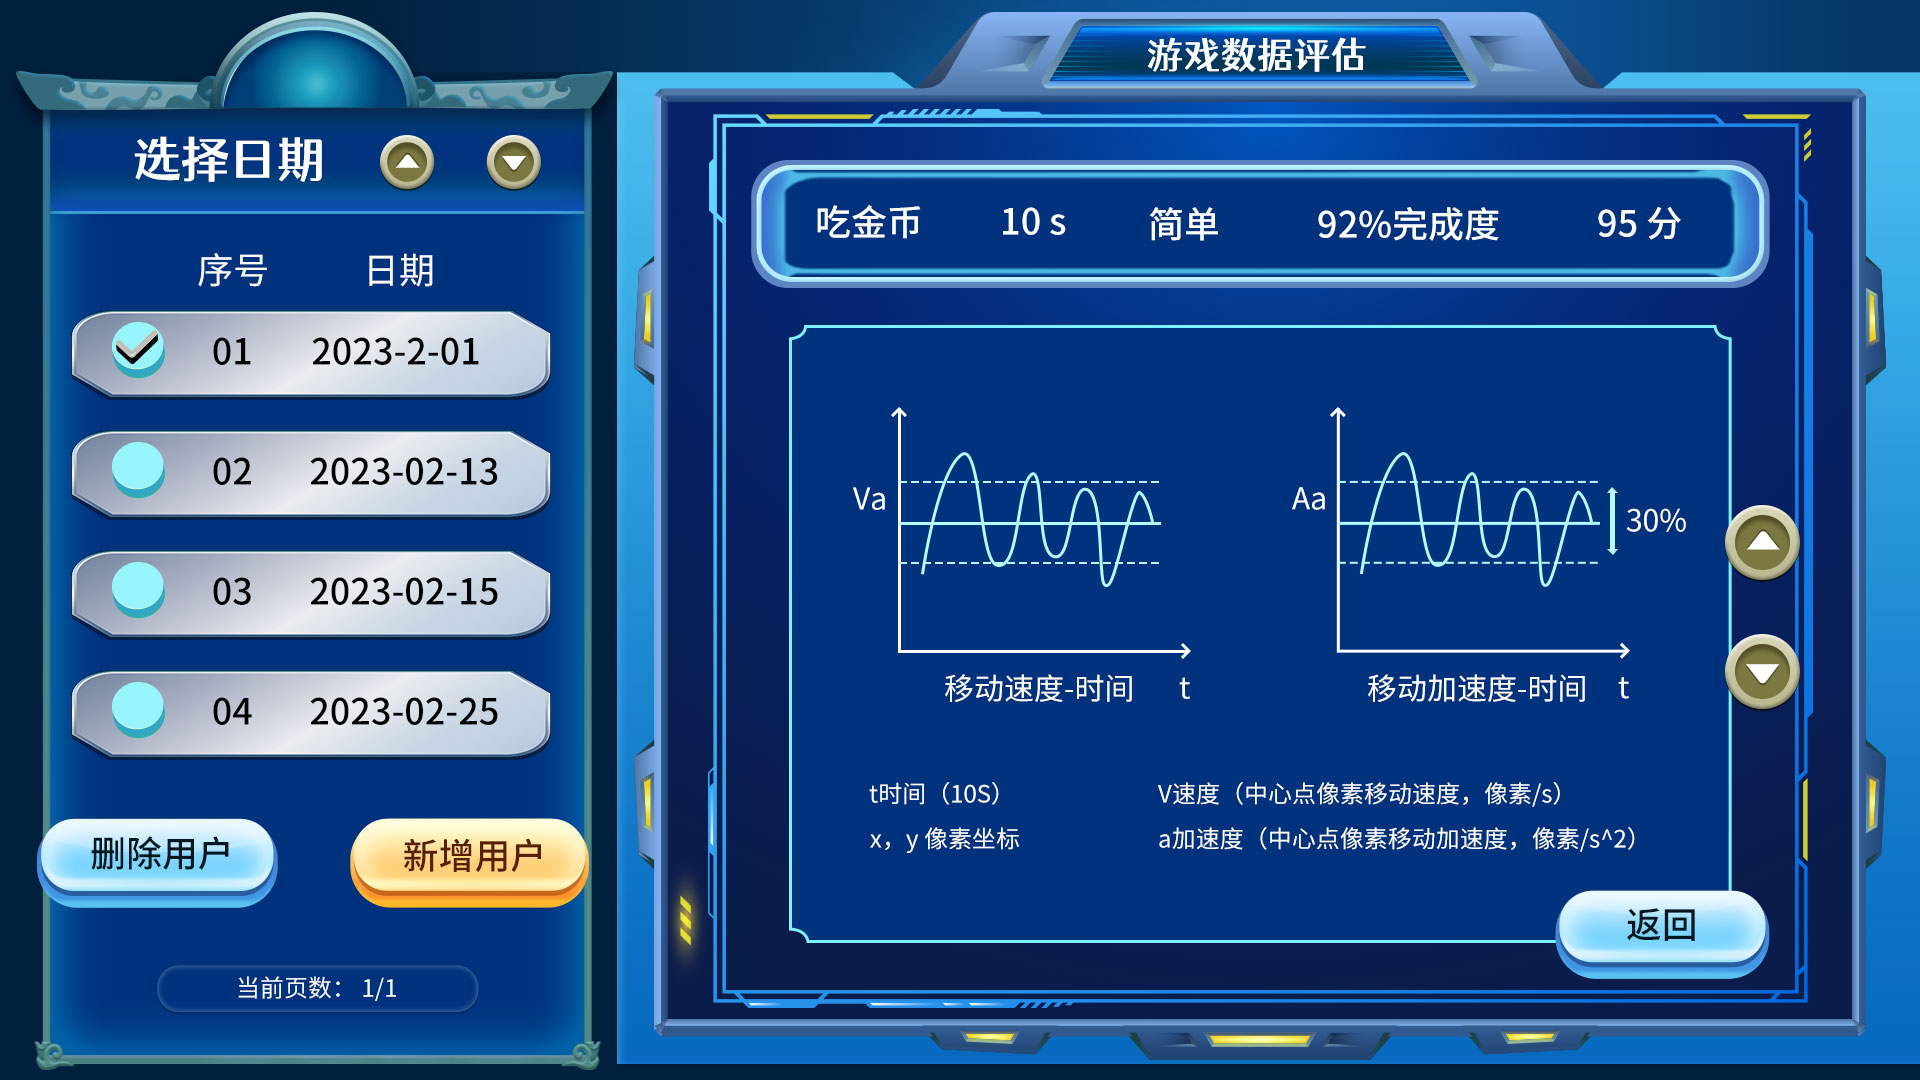 游戏数据评估
选择日期
序号 日期
01 2023-2-01
02 2023-02-13
03 2023-02-15
04 2023-02-25
删除用户 新增用户
当前页数： 1/1
吃金币 10 s 简单 92%完成度 95 分
Va
移动速度-时间 t
Aa
30%
移动加速度-时间 t
t时间（10S） V速度（中心点像素移动速度，像素/s）
x，y 像素坐标 a加速度（中心点像素移动加速度，像素/s^2）
返回